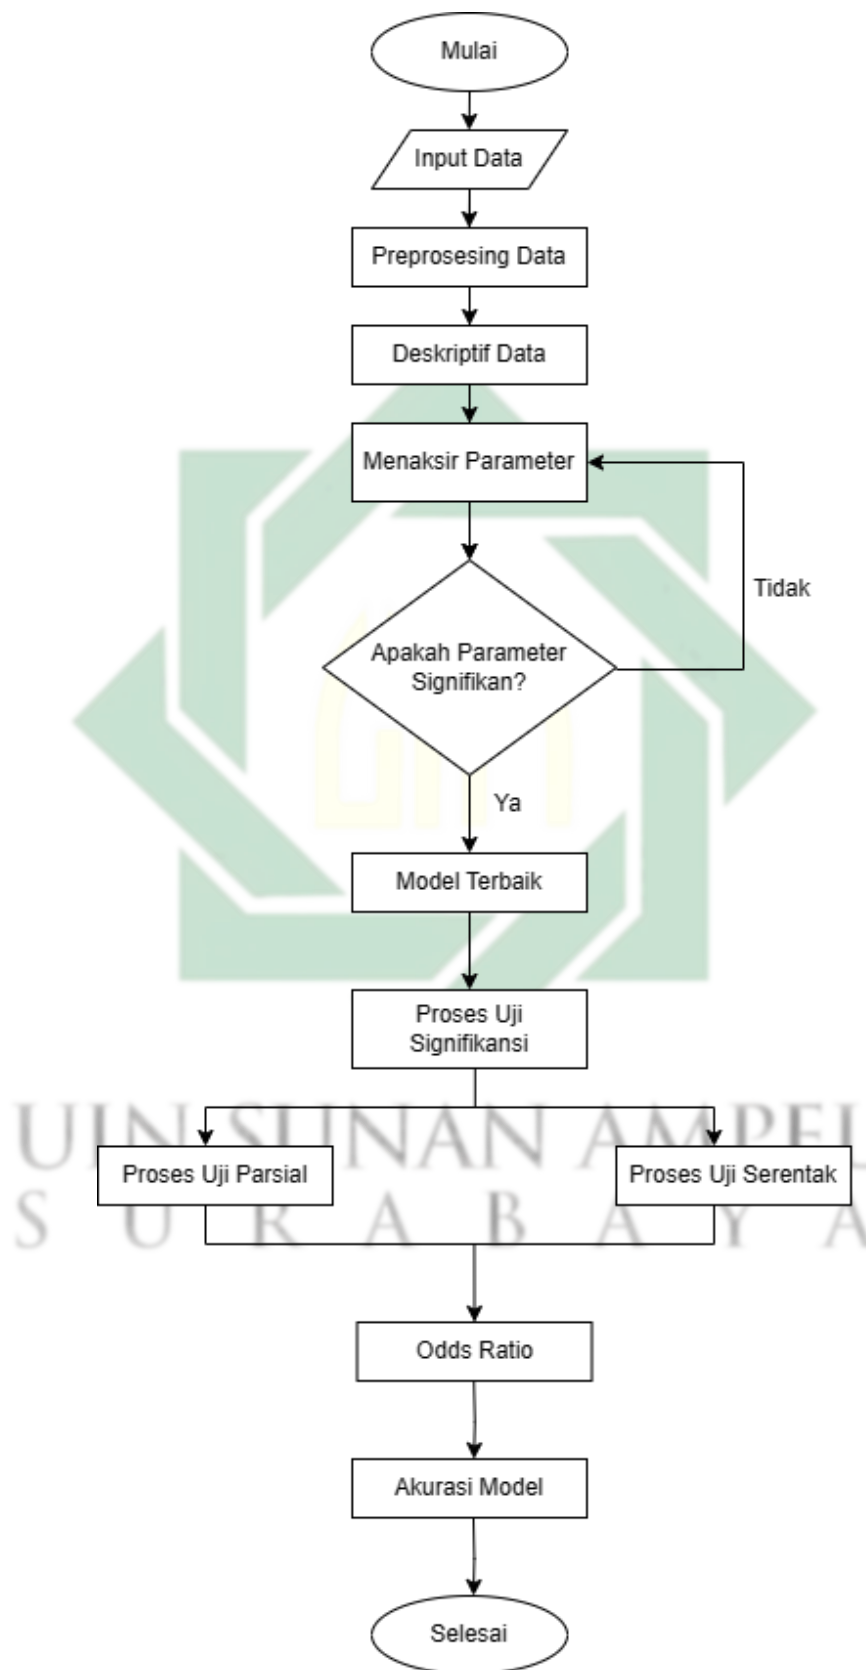 Mulai
Input Data
Preprosesing Data
Deskriptif Data
Menaksir Parameter
Tidak
Apakah Parameter
Signifikan?
Ya
Model Terbaik
Proses Uji
Signifikansi
UIN SUNAN AMPEL
Proses Uji Parsial
Proses Uji Serentak
S U R A B A Y A
Odds Ratio
Akurasi Model
Selesai